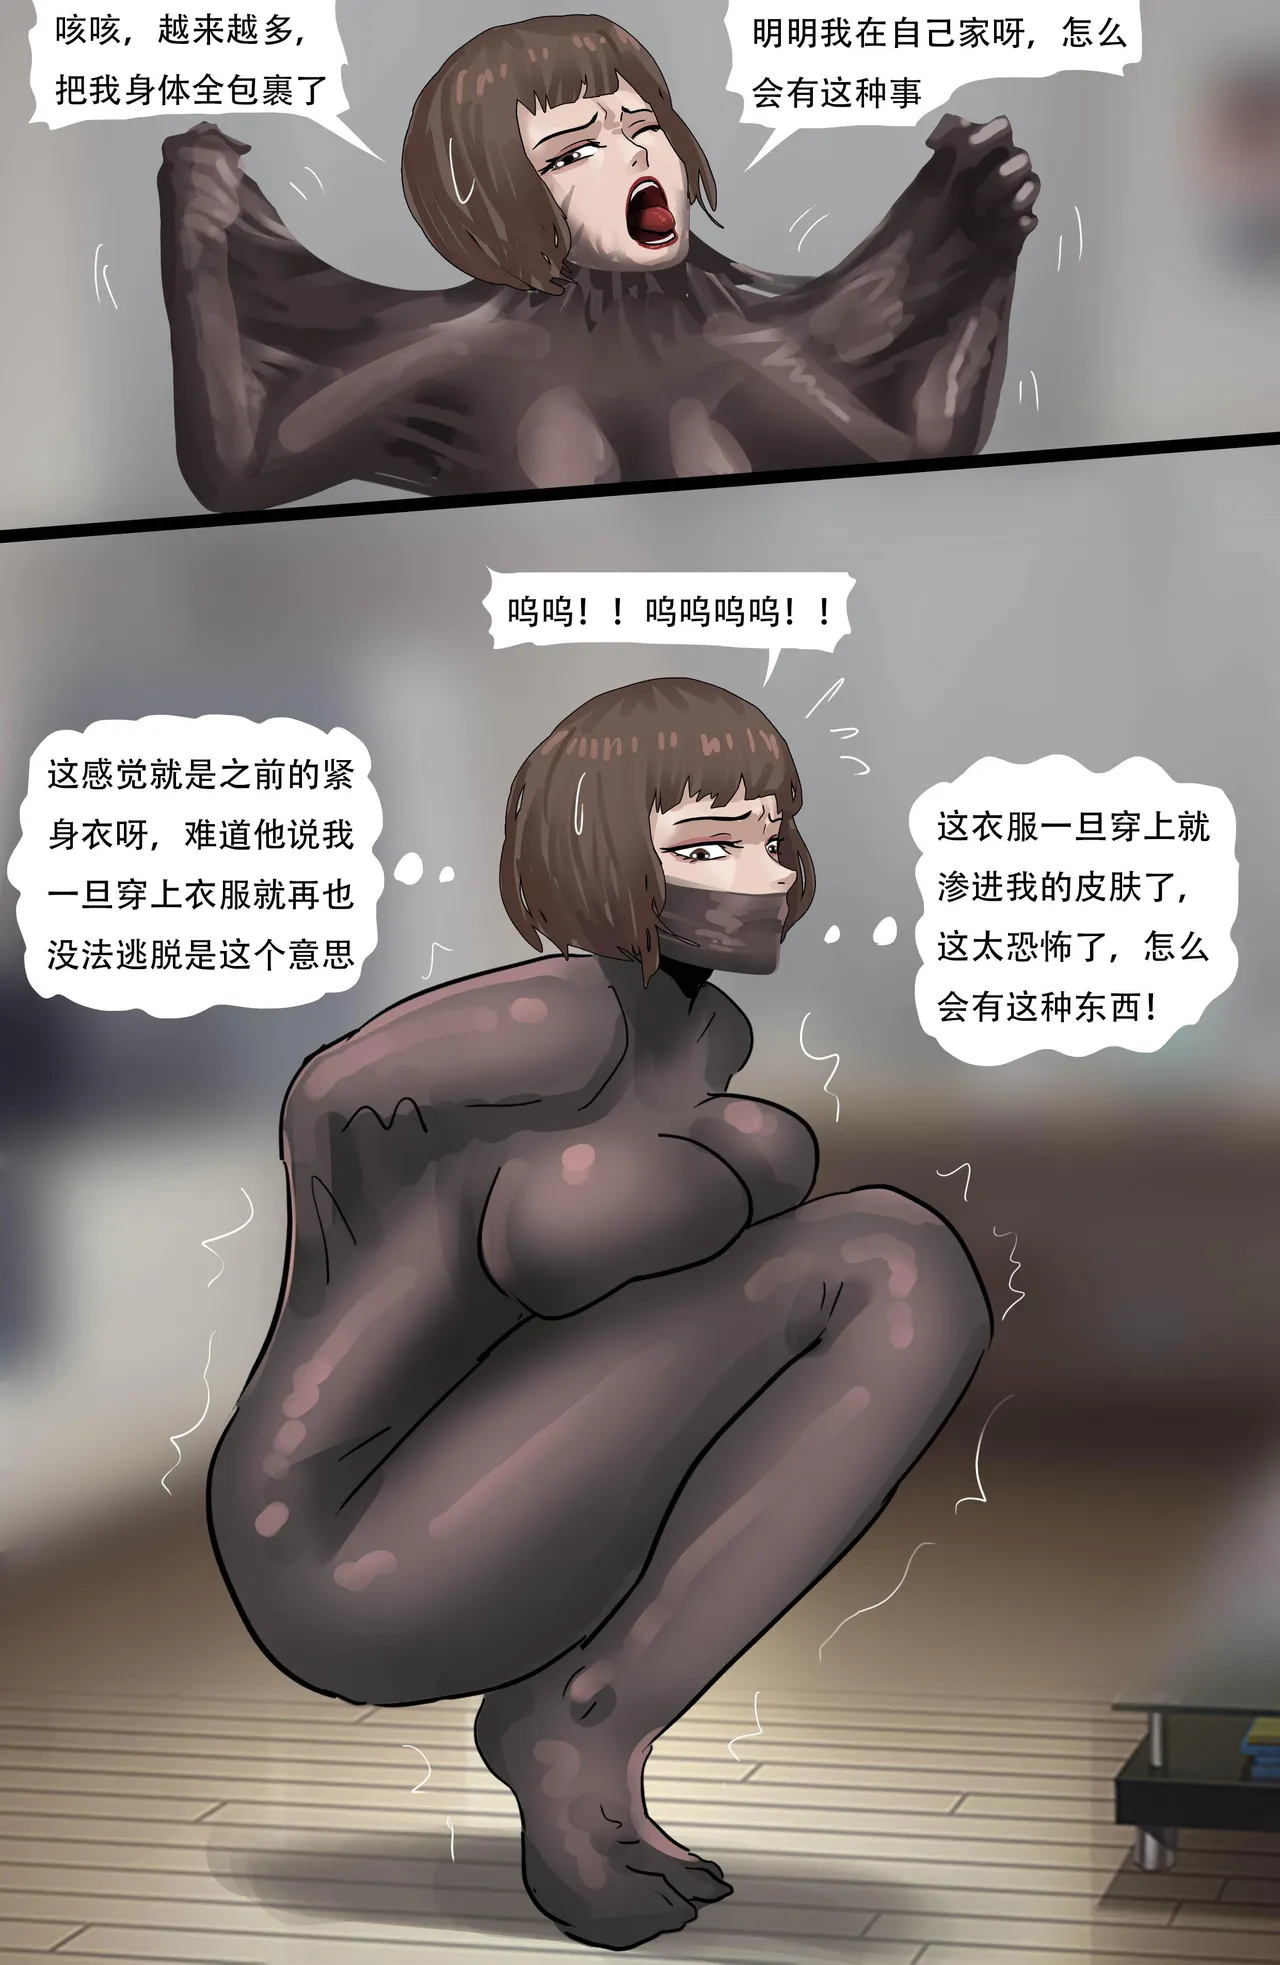 咳咳，越来越多，
把我身体全包裹了
明明我在自己家呀，怎么
会有这种事
呜呜！！呜呜呜呜！！
这感觉就是之前的紧
身衣呀，难道他说我
一旦穿上衣服就再也
没法逃脱是这个意思
这衣服一旦穿上就
渗进我的皮肤了，
这太恐怖了，怎么
会有这种东西！